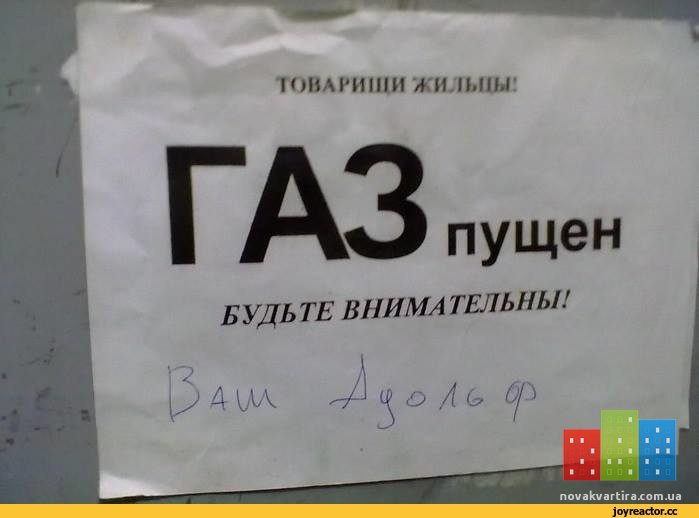 ТОВАРИЩИ ЖИЛЬЦЫ!
ГАЗ пущен
БУДЬТЕ ВНИМАТЕЛЬНЫ!
Ваш Адольф
novakvartira.com.ua
joyreactor.cc